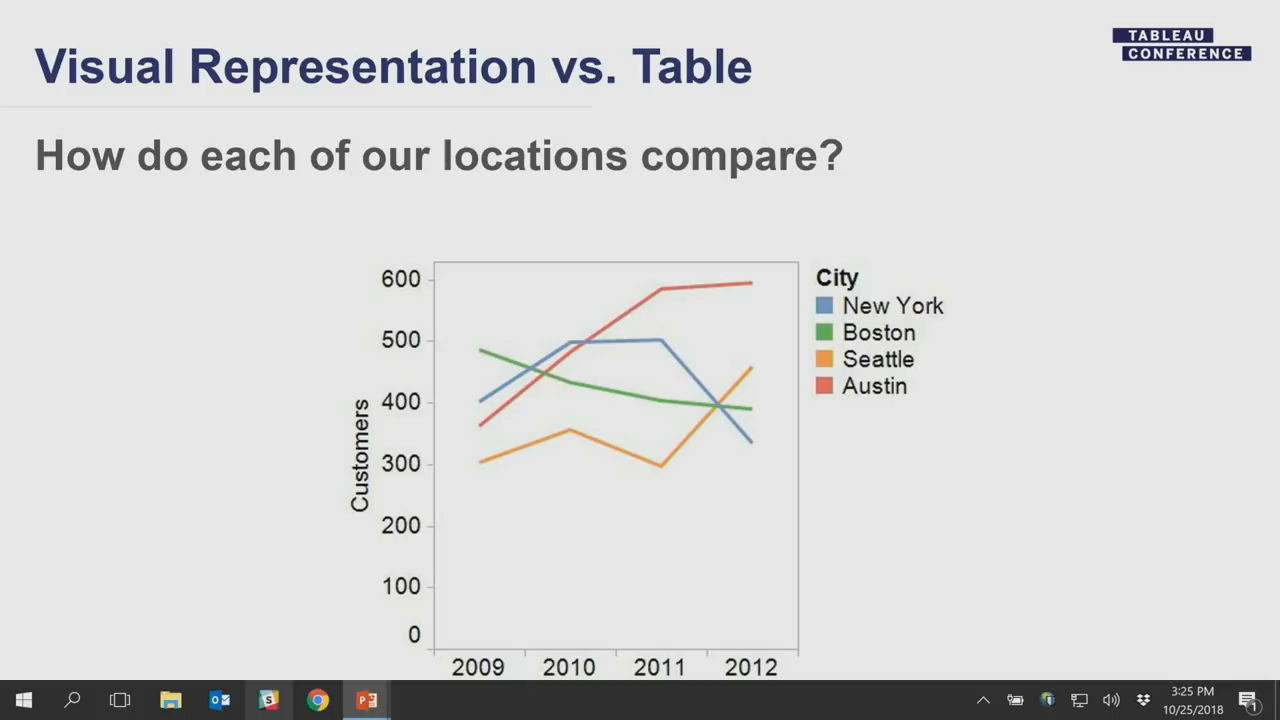 Visual Representation vs. Table
TABLEAU
CONFERENCE
How do each of our locations compare?
600
500
400
300
200
100
0
Customers
2009 2010 2011 2012
City
New York
Boston
Seattle
Austin
3:25 PM
10/25/2018
1